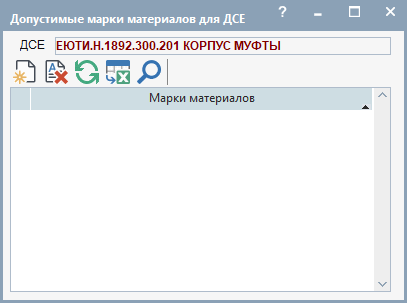 Допустимые марки материалов для ДСЕ
ДСЕ ЕЮТИ.Н.1892.300.201 КОРПУС МУФТЫ
Марки материалов